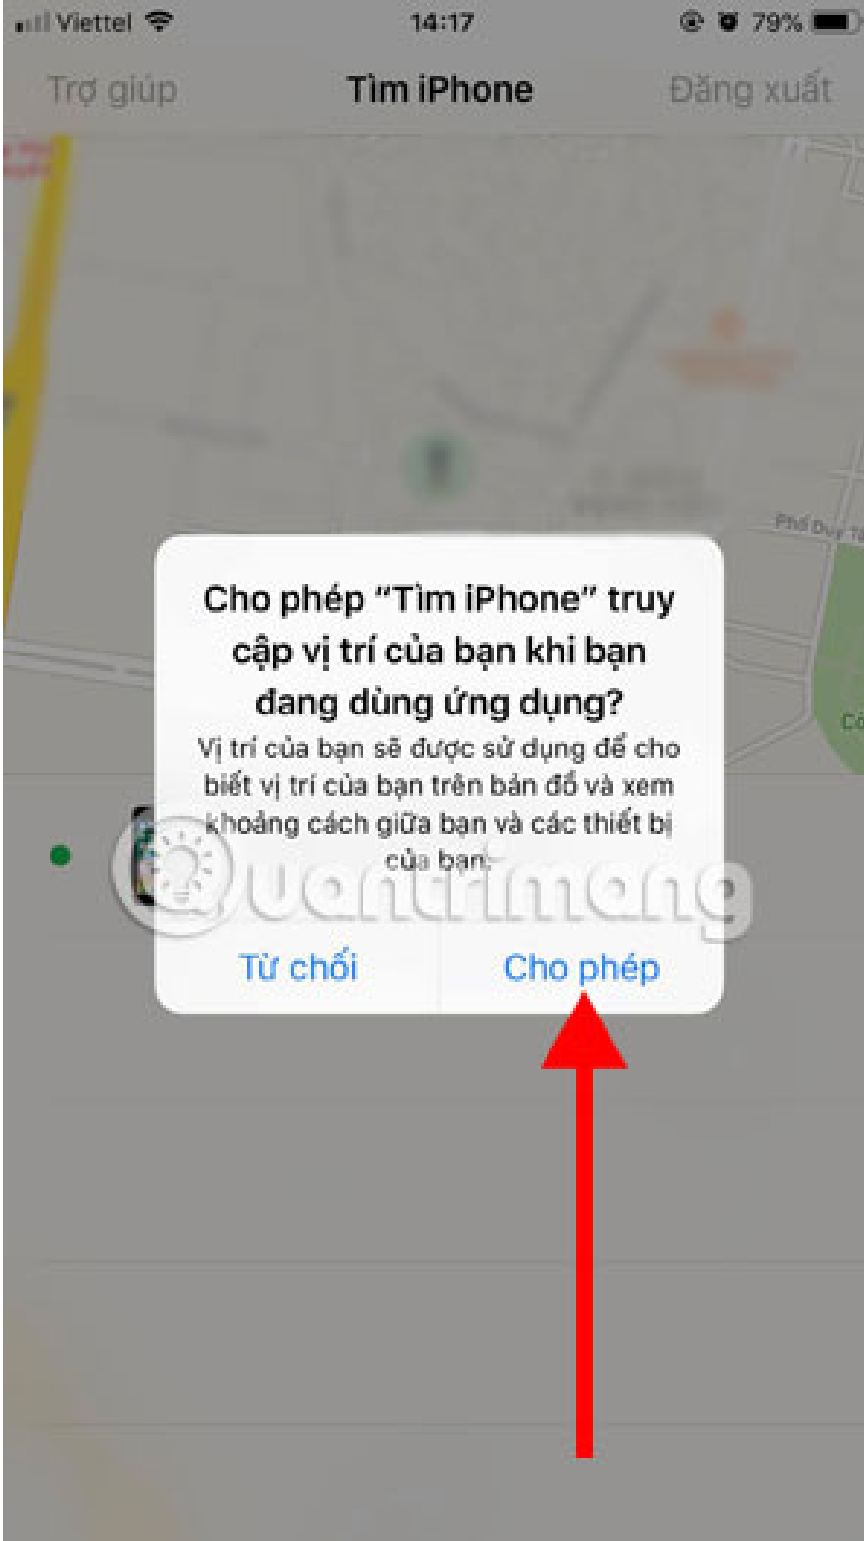 Viettel 14:17 79%
Trợ giúp Tìm iPhone Đăng xuất
Phố Duy
Cho phép “Tìm iPhone” truy
cập vị trí của bạn khi bạn
đang dùng ứng dụng?
Vị trí của bạn sẽ được sử dụng để cho
biết vị trí của bạn trên bản đồ và xem
khoảng cách giữa bạn và các thiết bị
của bạn.
Quantrimang
Từ chối Cho phép